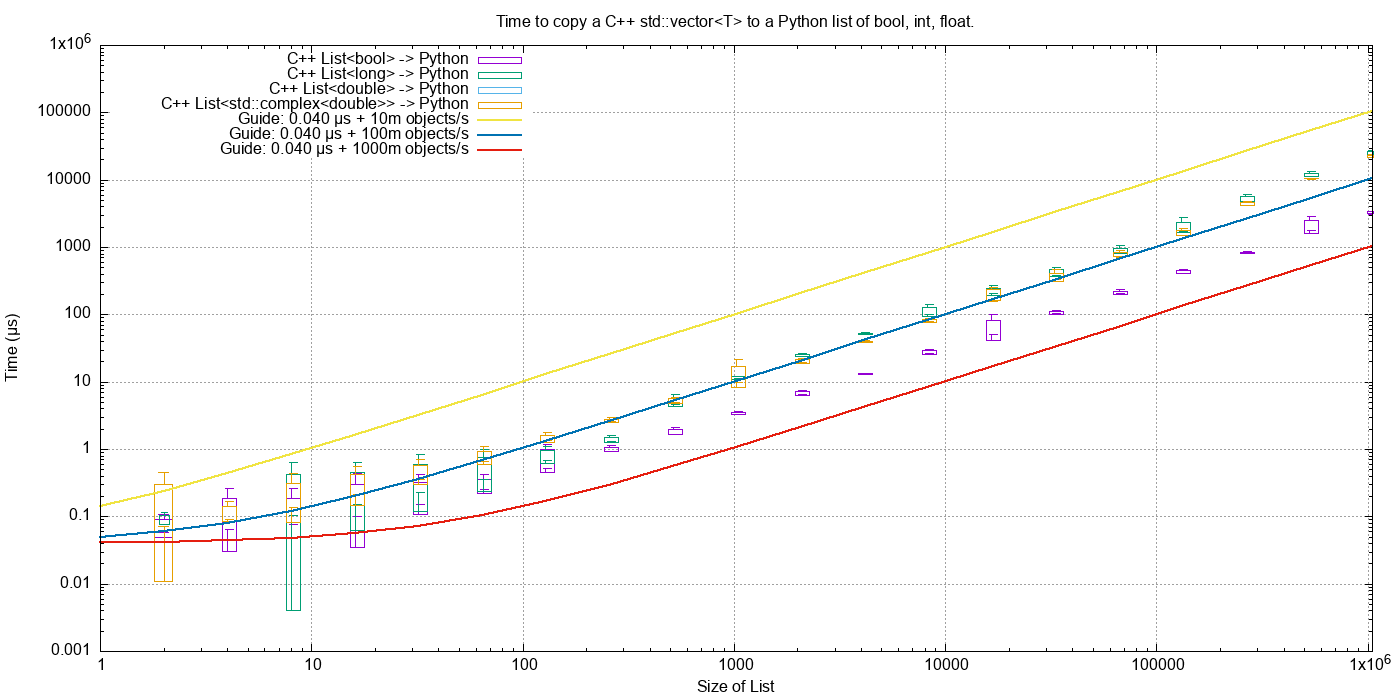 Time to copy a C++ std::vector<T> to a Python list of bool, int, float.
C++ List<bool> -> Python
C++ List<long> -> Python
C++ List<double> -> Python
C++ List<std::complex<double>> -> Python
Guide: 0.040 µs + 10m objects/s
Guide: 0.040 µs + 100m objects/s
Guide: 0.040 µs + 1000m objects/s
1x10⁶
100000
10000
1000
100
10
1
0.1
0.01
0.001
Time (µs)
1 10 100 1000 10000 100000 1x10⁶
Size of List